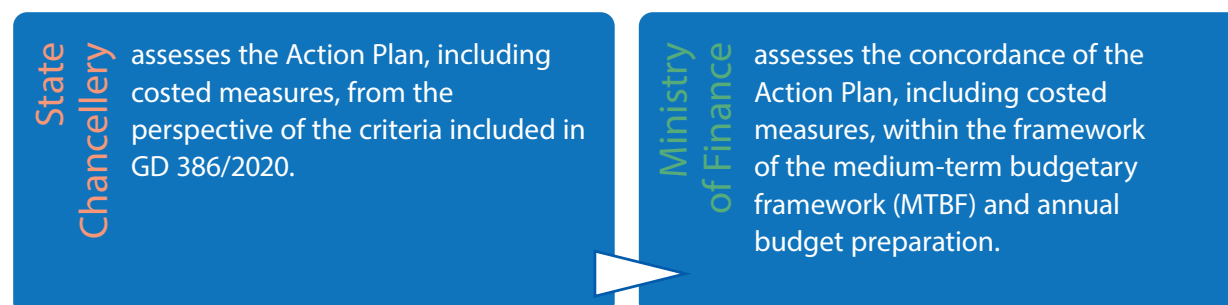 State
Chancellery
assesses the Action Plan, including
costed measures, from the
perspective of the criteria included in
GD 386/2020.
Ministry
of Finance
assesses the concordance of the
Action Plan, including costed
measures, within the framework
of the medium-term budgetary
framework (MTBF) and annual
budget preparation.